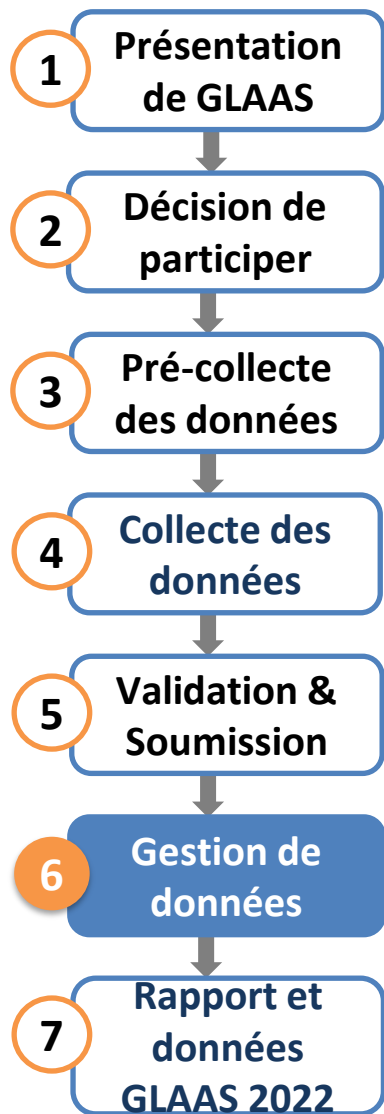 1
Présentation
de GLAAS
2
Décision de
participer
3
Pré-collecte
des données
4
Collecte des
données
5
Validation &
Soumission
6
Gestion de
données
7
Rapport et
données
GLAAS 2022